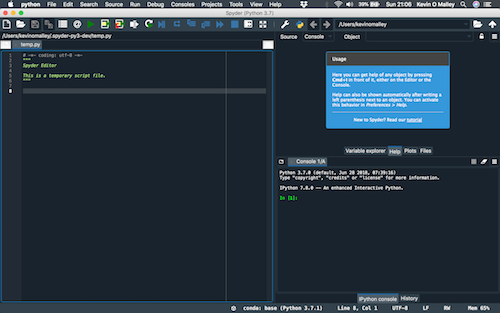 python File Edit Search Source Run Debug Consoles Projects Tools View Help
38% Sun 21:06 Kevin O Malley
Spyder (Python 3.7)
/Users/kevinomalley
/Users/kevinomalley/.spyder-py3-dev/temp.py
temp.py
1 # -*- coding: utf-8 -*-
2 """
3 Spyder Editor
4
5 This is a temporary script file.
6 """
7
8
Source Console Object
Usage
Here you can get help of any object by pressing
Cmd+I in front of it, either on the Editor or the
Console.
Help can also be shown automatically after writing
a left parenthesis next to an object. You can activate
this behavior in Preferences > Help.
New to Spyder? Read our tutorial
Variable explorer Help Plots Files
Console 1/A
Python 3.7.0 (default, Jun 28 2018, 07:39:16)
Type "copyright", "credits" or "license" for more information.
IPython 7.8.0 -- An enhanced Interactive Python.
In [1]:
IPython console History
conda: base (Python 3.7.1) Line 8, Col 1 UTF-8 LF RW Mem 65%